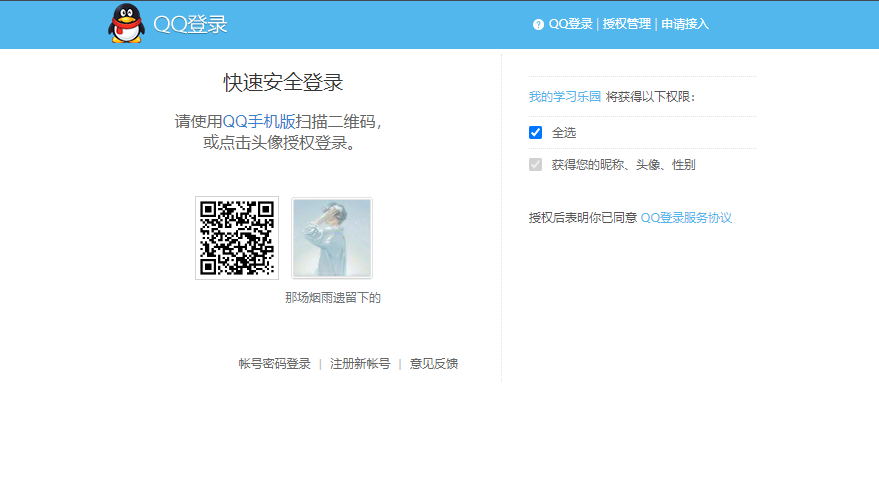 QQ登录
QQ登录 | 授权管理 | 申请接入
快速安全登录
请使用QQ手机版扫描二维码，
或点击头像授权登录。
那场烟雨遗留下的
帐号密码登录 | 注册新帐号 | 意见反馈
我的学习乐园 将获得以下权限：
全选
获得您的昵称、头像、性别
授权后表明你已同意 QQ登录服务协议